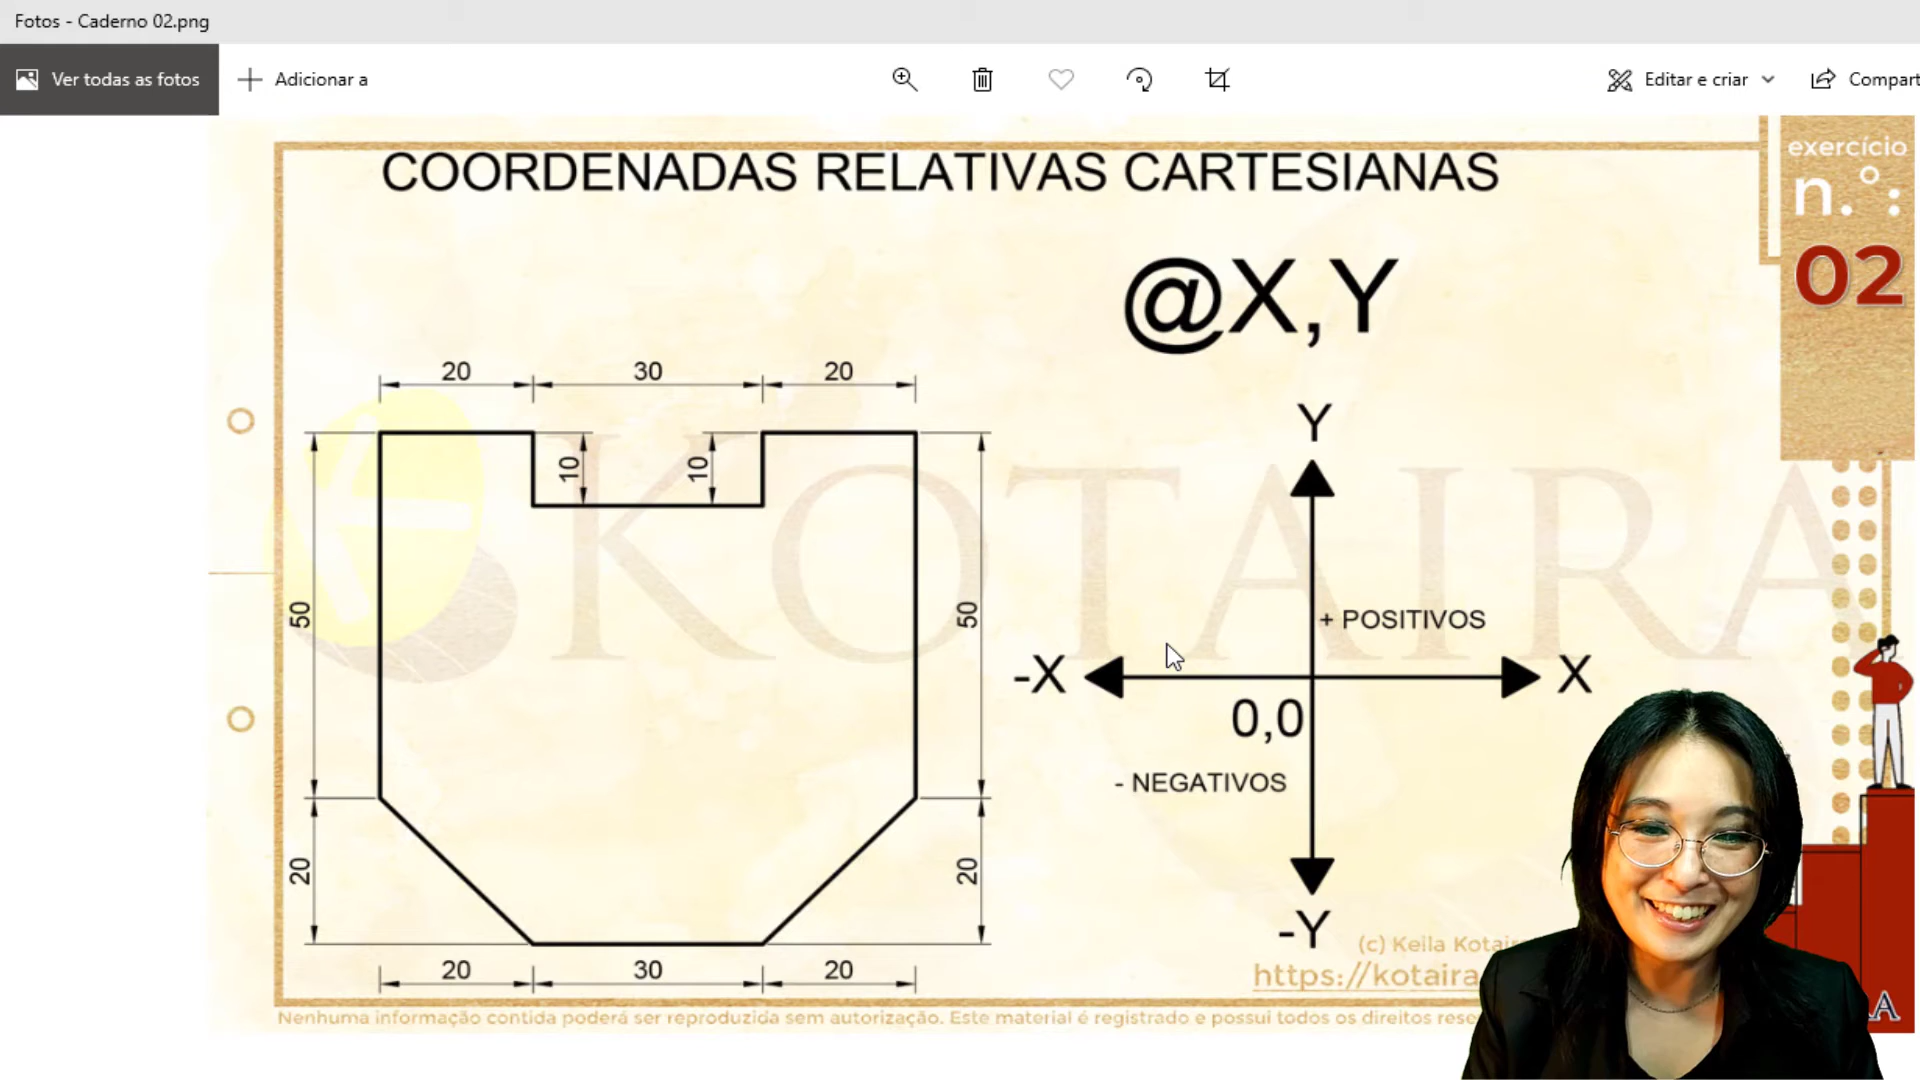 Fotos - Caderno 02.png
Ver todas as fotos
Adicionar a
Editar e criar
Compart
COORDENADAS RELATIVAS CARTESIANAS
exercício
n.º:
02
@X,Y
20 30 20
10 10
50 50
20 20
20 30 20
KOTAIRA
Y
+ POSITIVOS
-X X
0,0
- NEGATIVOS
-Y
(c) Keila Kotair
https://kotaira
Nenhuma informação contida poderá ser reproduzida sem autorização. Este material é registrado e possui todos os direitos rese
A